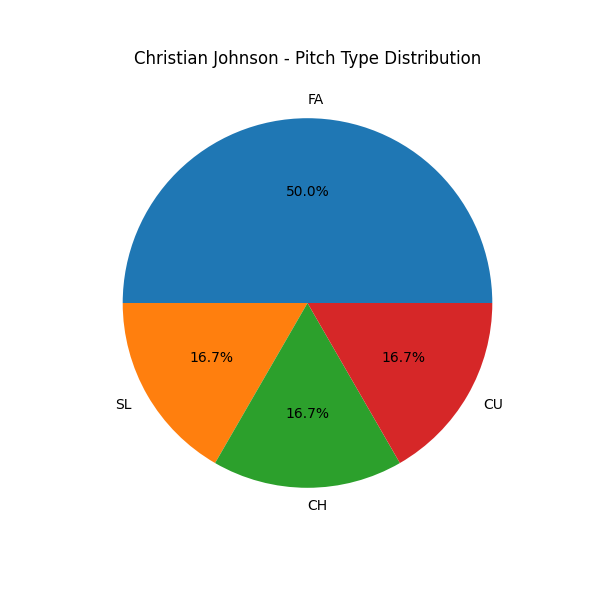 Christian Johnson - Pitch Type Distribution
FA
50.0%
16.7%
16.7%
SL
16.7%
CU
CH